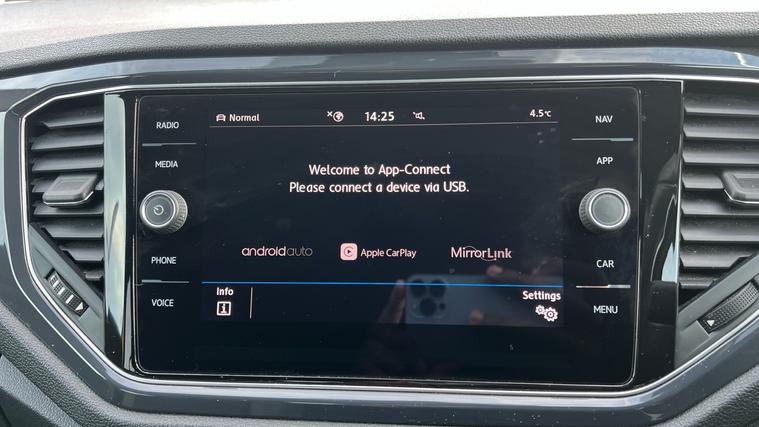 RADIO
MEDIA
PHONE
VOICE
Normal
14:25
4.5°C
Welcome to App-Connect
Please connect a device via USB.
androidauto
Apple CarPlay
MirrorLink
Info
Settings
NAV
APP
CAR
MENU